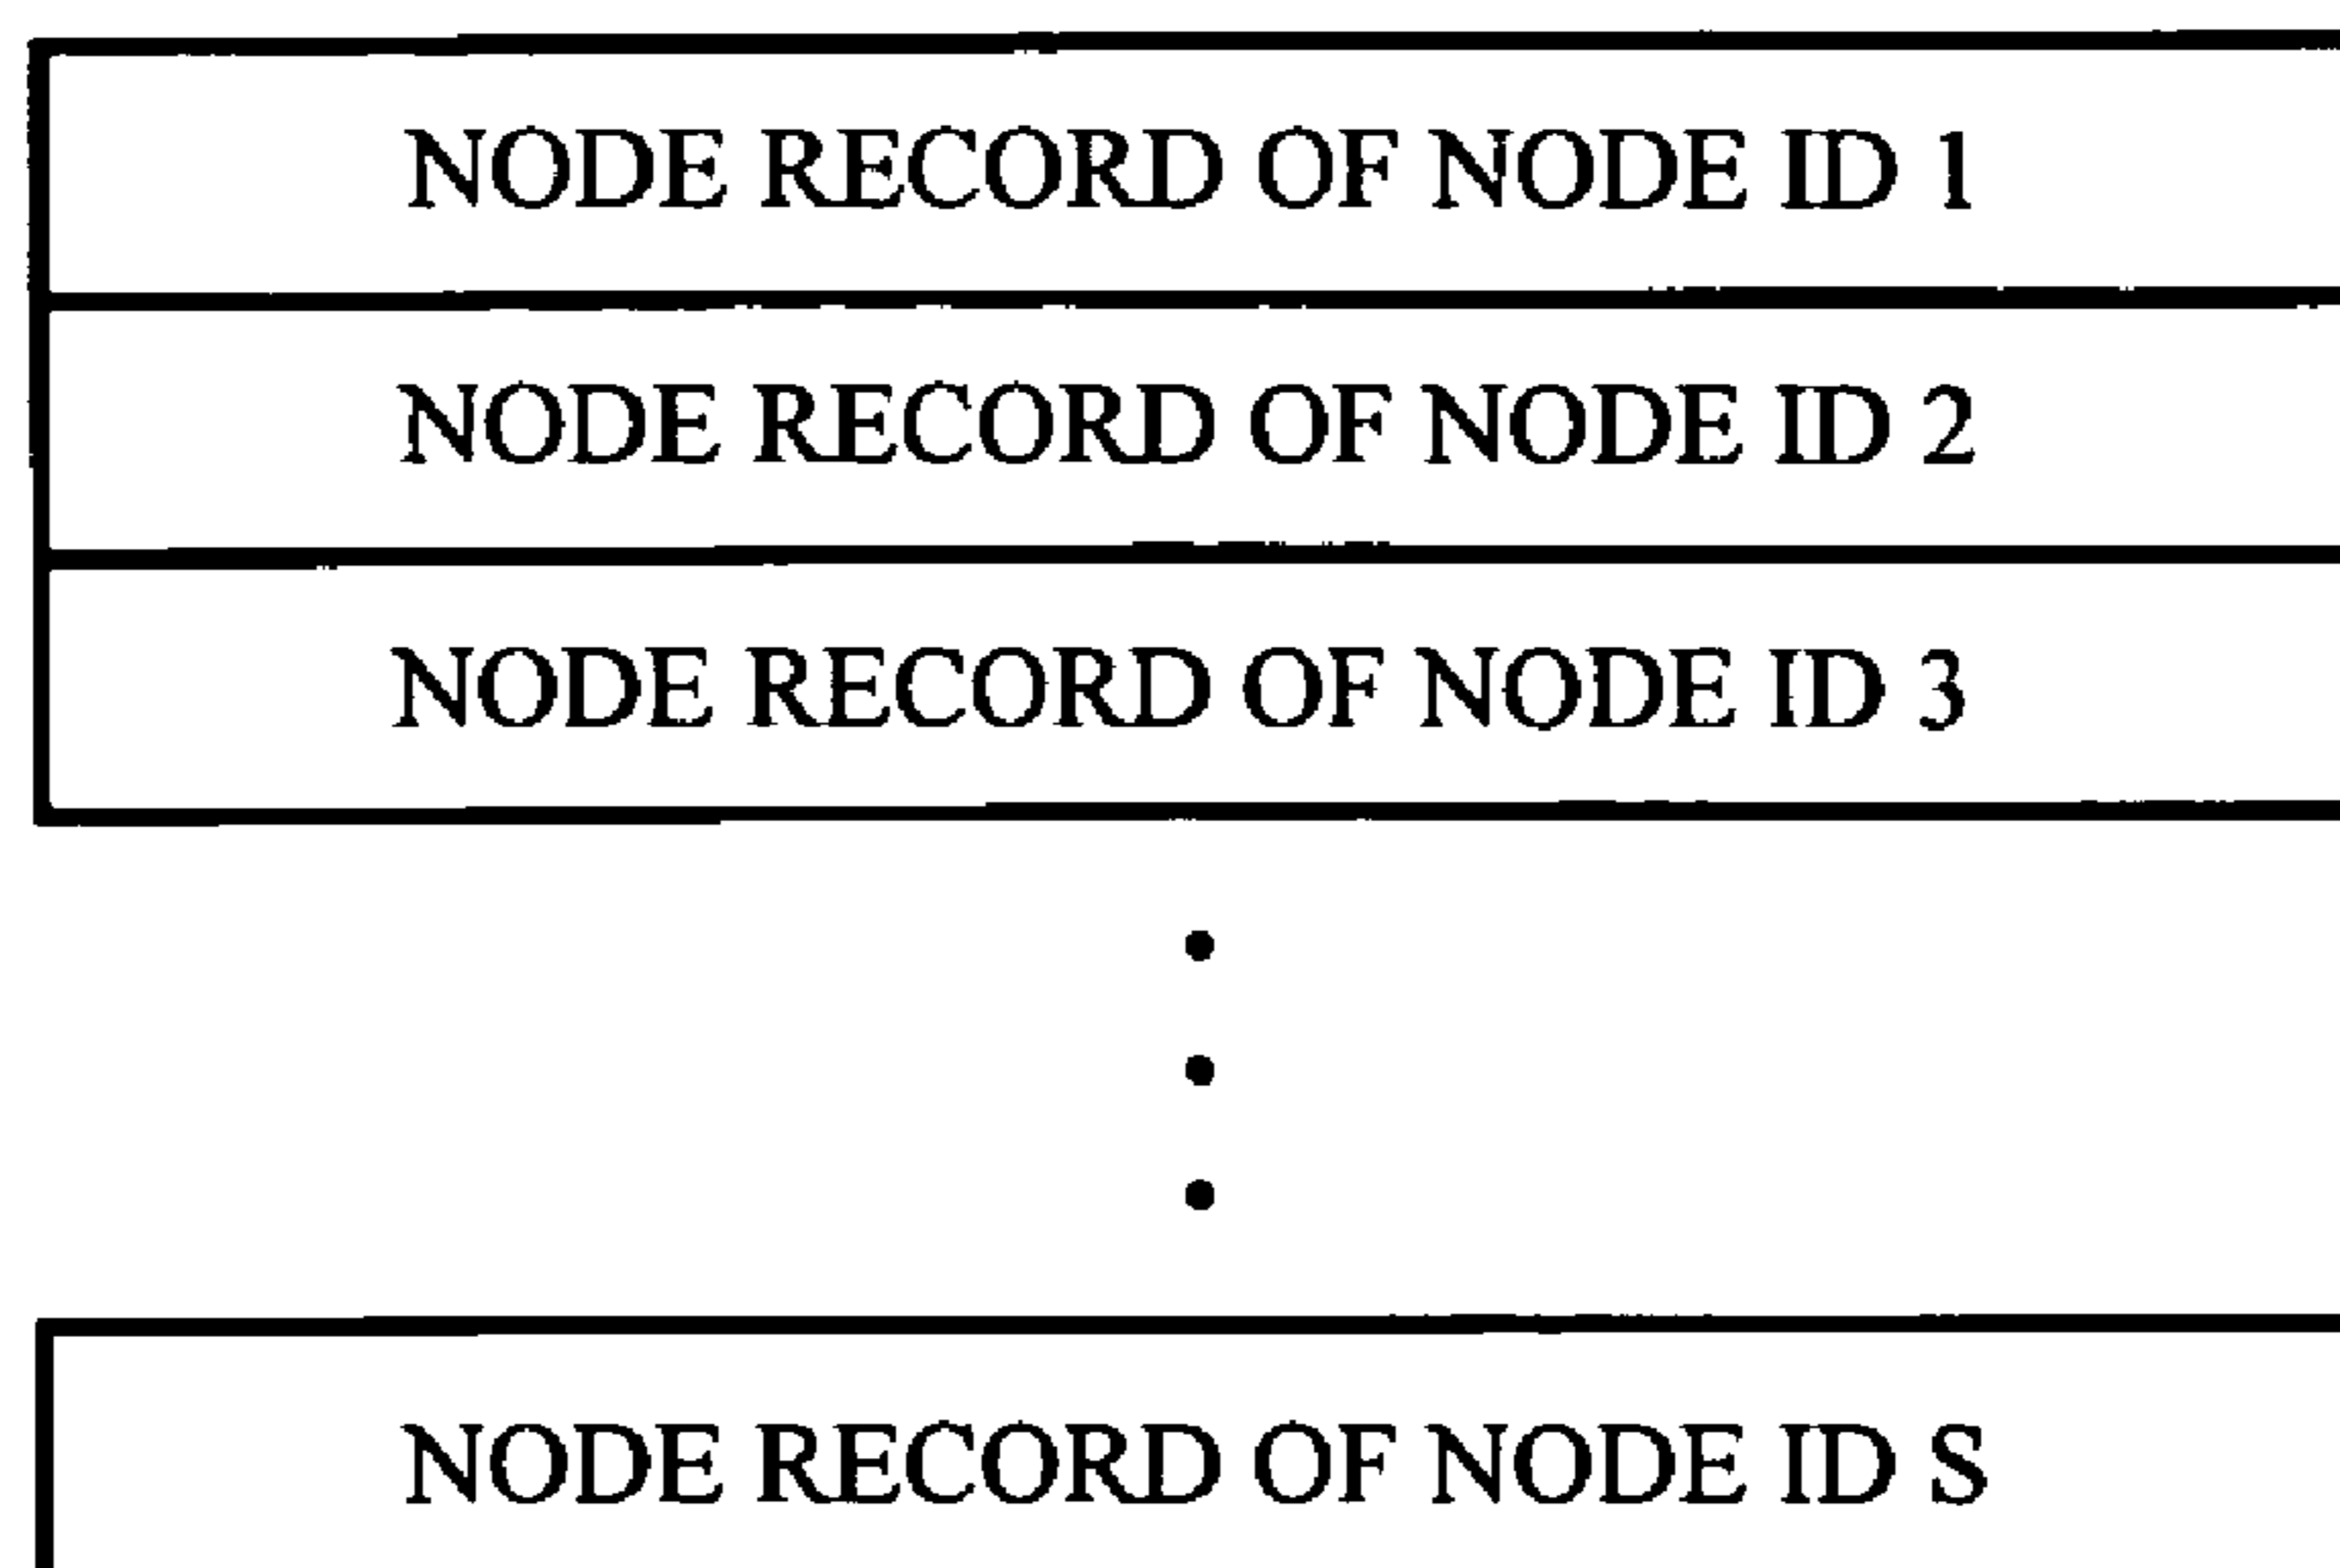 NODE RECORD OF NODE ID 1
NODE RECORD OF NODE ID 2
NODE RECORD OF NODE ID 3
NODE RECORD OF NODE ID S